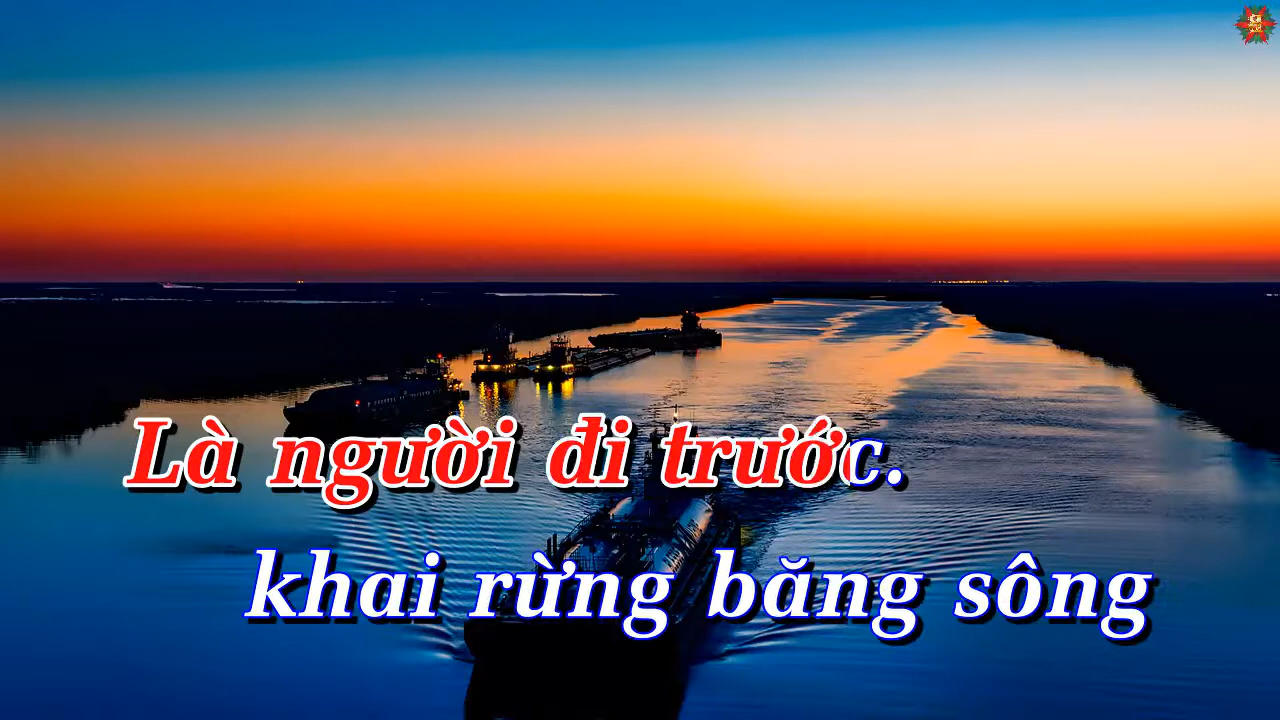 Là người đi trước.
khai rừng băng sông